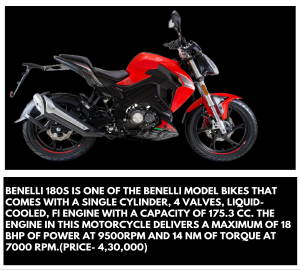 BENELLI 180S IS ONE OF THE BENELLI MODEL BIKES THAT
COMES WITH A SINGLE CYLINDER, 4 VALVES, LIQUID-
COOLED, FI ENGINE WITH A CAPACITY OF 175.3 CC. THE
ENGINE IN THIS MOTORCYCLE DELIVERS A MAXIMUM OF 18
BHP OF POWER AT 9500RPM AND 14 NM OF TORQUE AT
7000 RPM.(PRICE- 4,30,000)